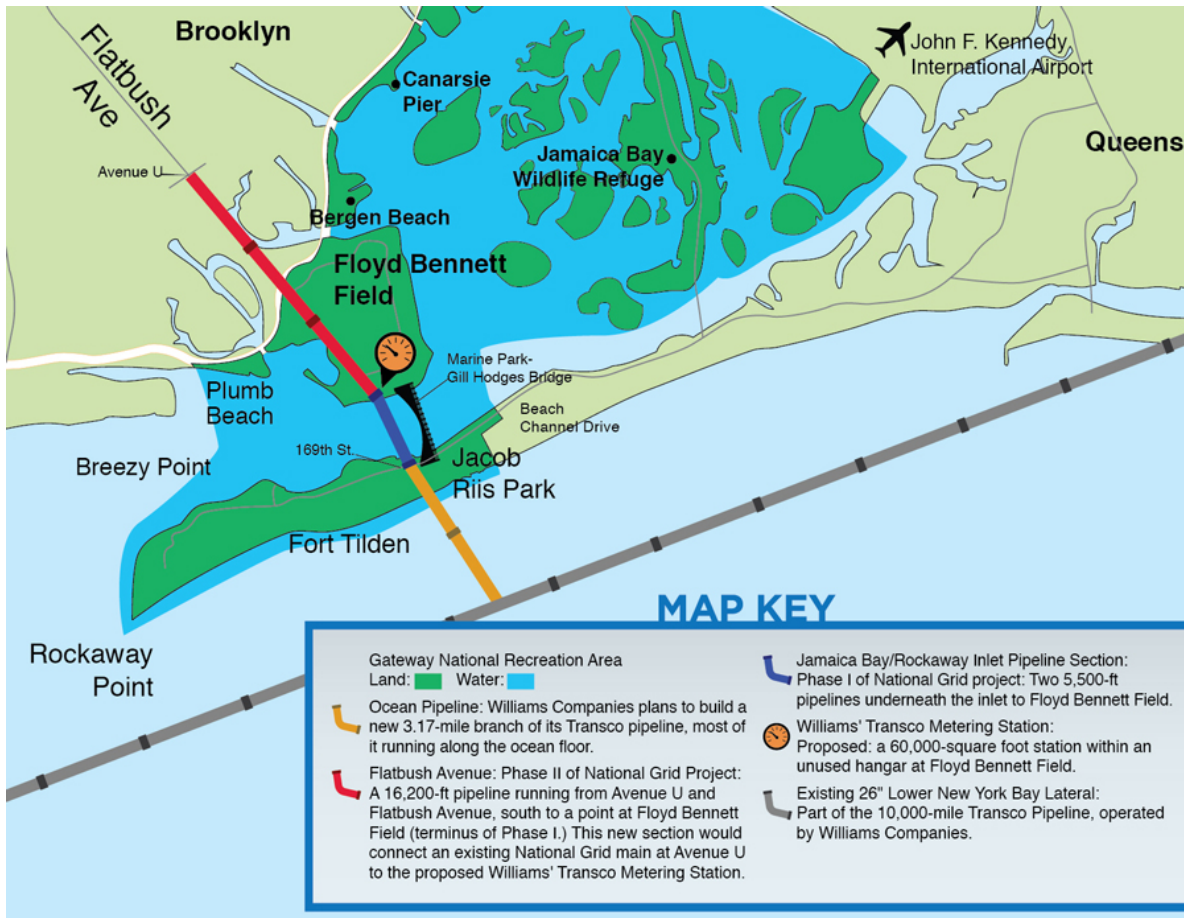 Brooklyn
Flatbush
Ave
Avenue U
Canarsie
Pier
John F. Kennedy
International Airport
Queens
Jamaica Bay
Wildlife Refuge
Bergen Beach
Floyd Bennett
Field
Marine Park-
Gill Hodges Bridge
Plumb
Beach
Beach
Channel Drive
169th St.
Breezy Point
Jacob
Riis Park
Fort Tilden
Rockaway
Point
MAP KEY
Gateway National Recreation Area
Land: Water:
Ocean Pipeline: Williams Companies plans to build a
new 3.17-mile branch of its Transco pipeline, most of
it running along the ocean floor.
Flatbush Avenue: Phase II of National Grid Project:
A 16,200-ft pipeline running from Avenue U and
Flatbush Avenue, south to a point at Floyd Bennett
Field (terminus of Phase I.) This new section would
connect an existing National Grid main at Avenue U
to the proposed Williams' Transco Metering Station.
Jamaica Bay/Rockaway Inlet Pipeline Section:
Phase I of National Grid project: Two 5,500-ft
pipelines underneath the inlet to Floyd Bennett Field.
Williams' Transco Metering Station:
Proposed: a 60,000-square foot station within an
unused hangar at Floyd Bennett Field.
Existing 26" Lower New York Bay Lateral:
Part of the 10,000-mile Transco Pipeline, operated
by Williams Companies.